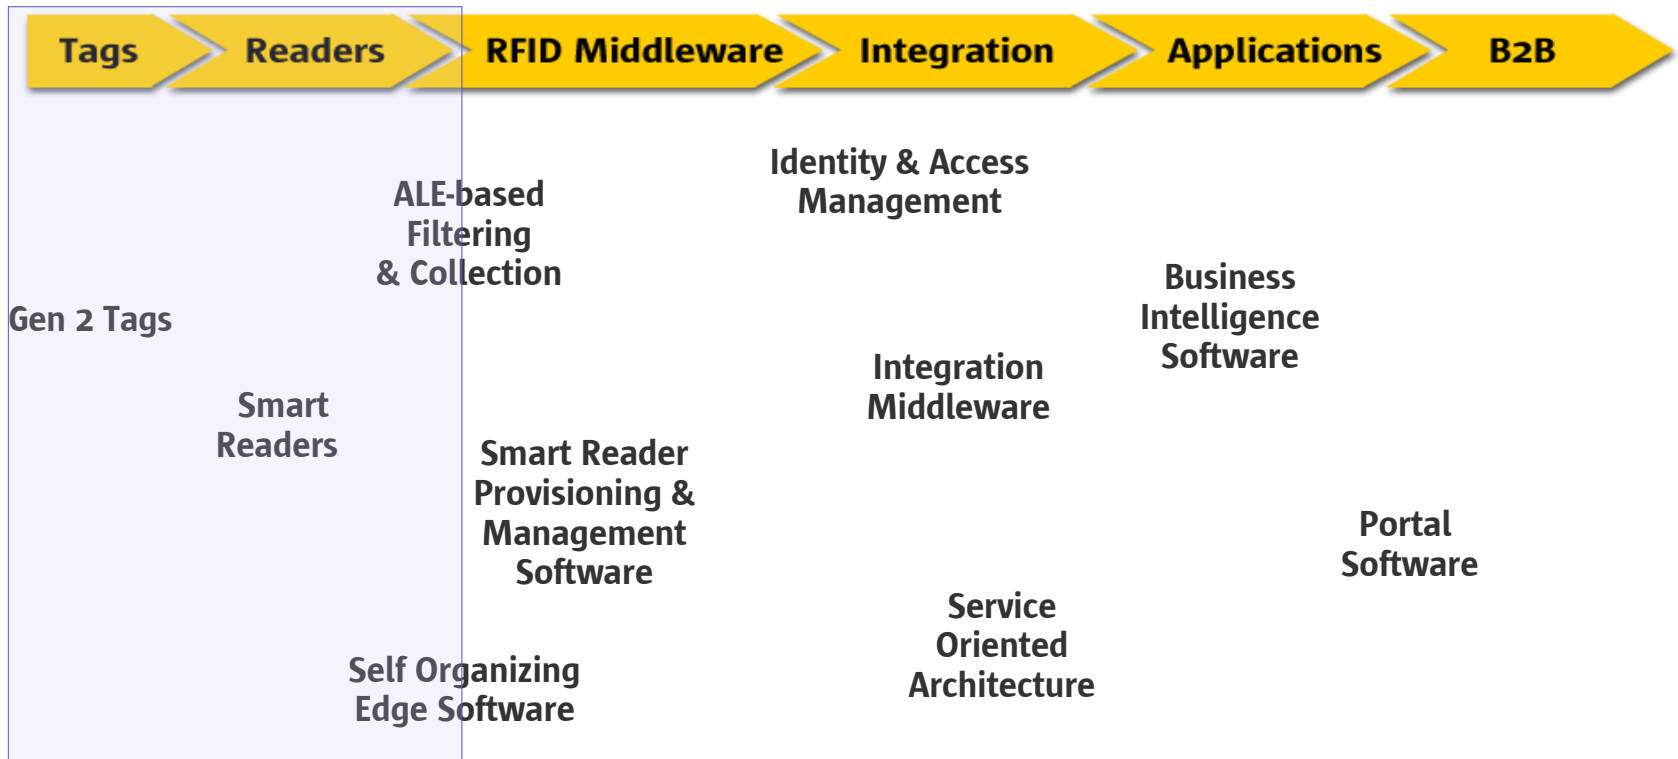 Tags
Readers
RFID Middleware
Integration
Applications
B2B
Identity & Access
Management
ALE-based
Filtering
& Collection
Business
Intelligence
Software
Gen 2 Tags
Integration
Middleware
Smart
Readers
Smart Reader
Provisioning &
Management
Software
Portal
Software
Service
Oriented
Architecture
Self Organizing
Edge Software